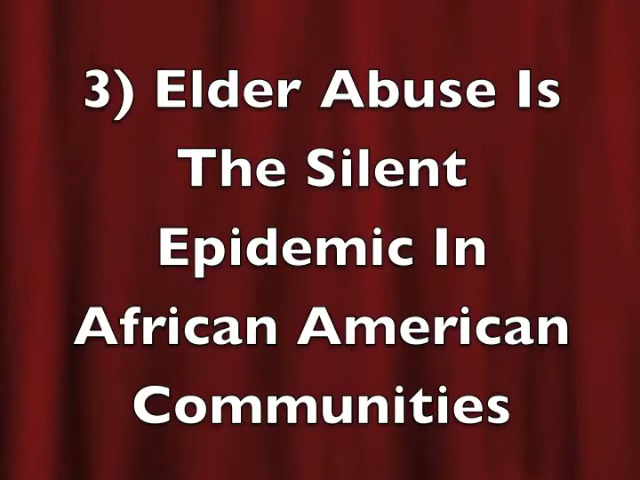 3) Elder Abuse Is
The Silent
Epidemic In
African American
Communities